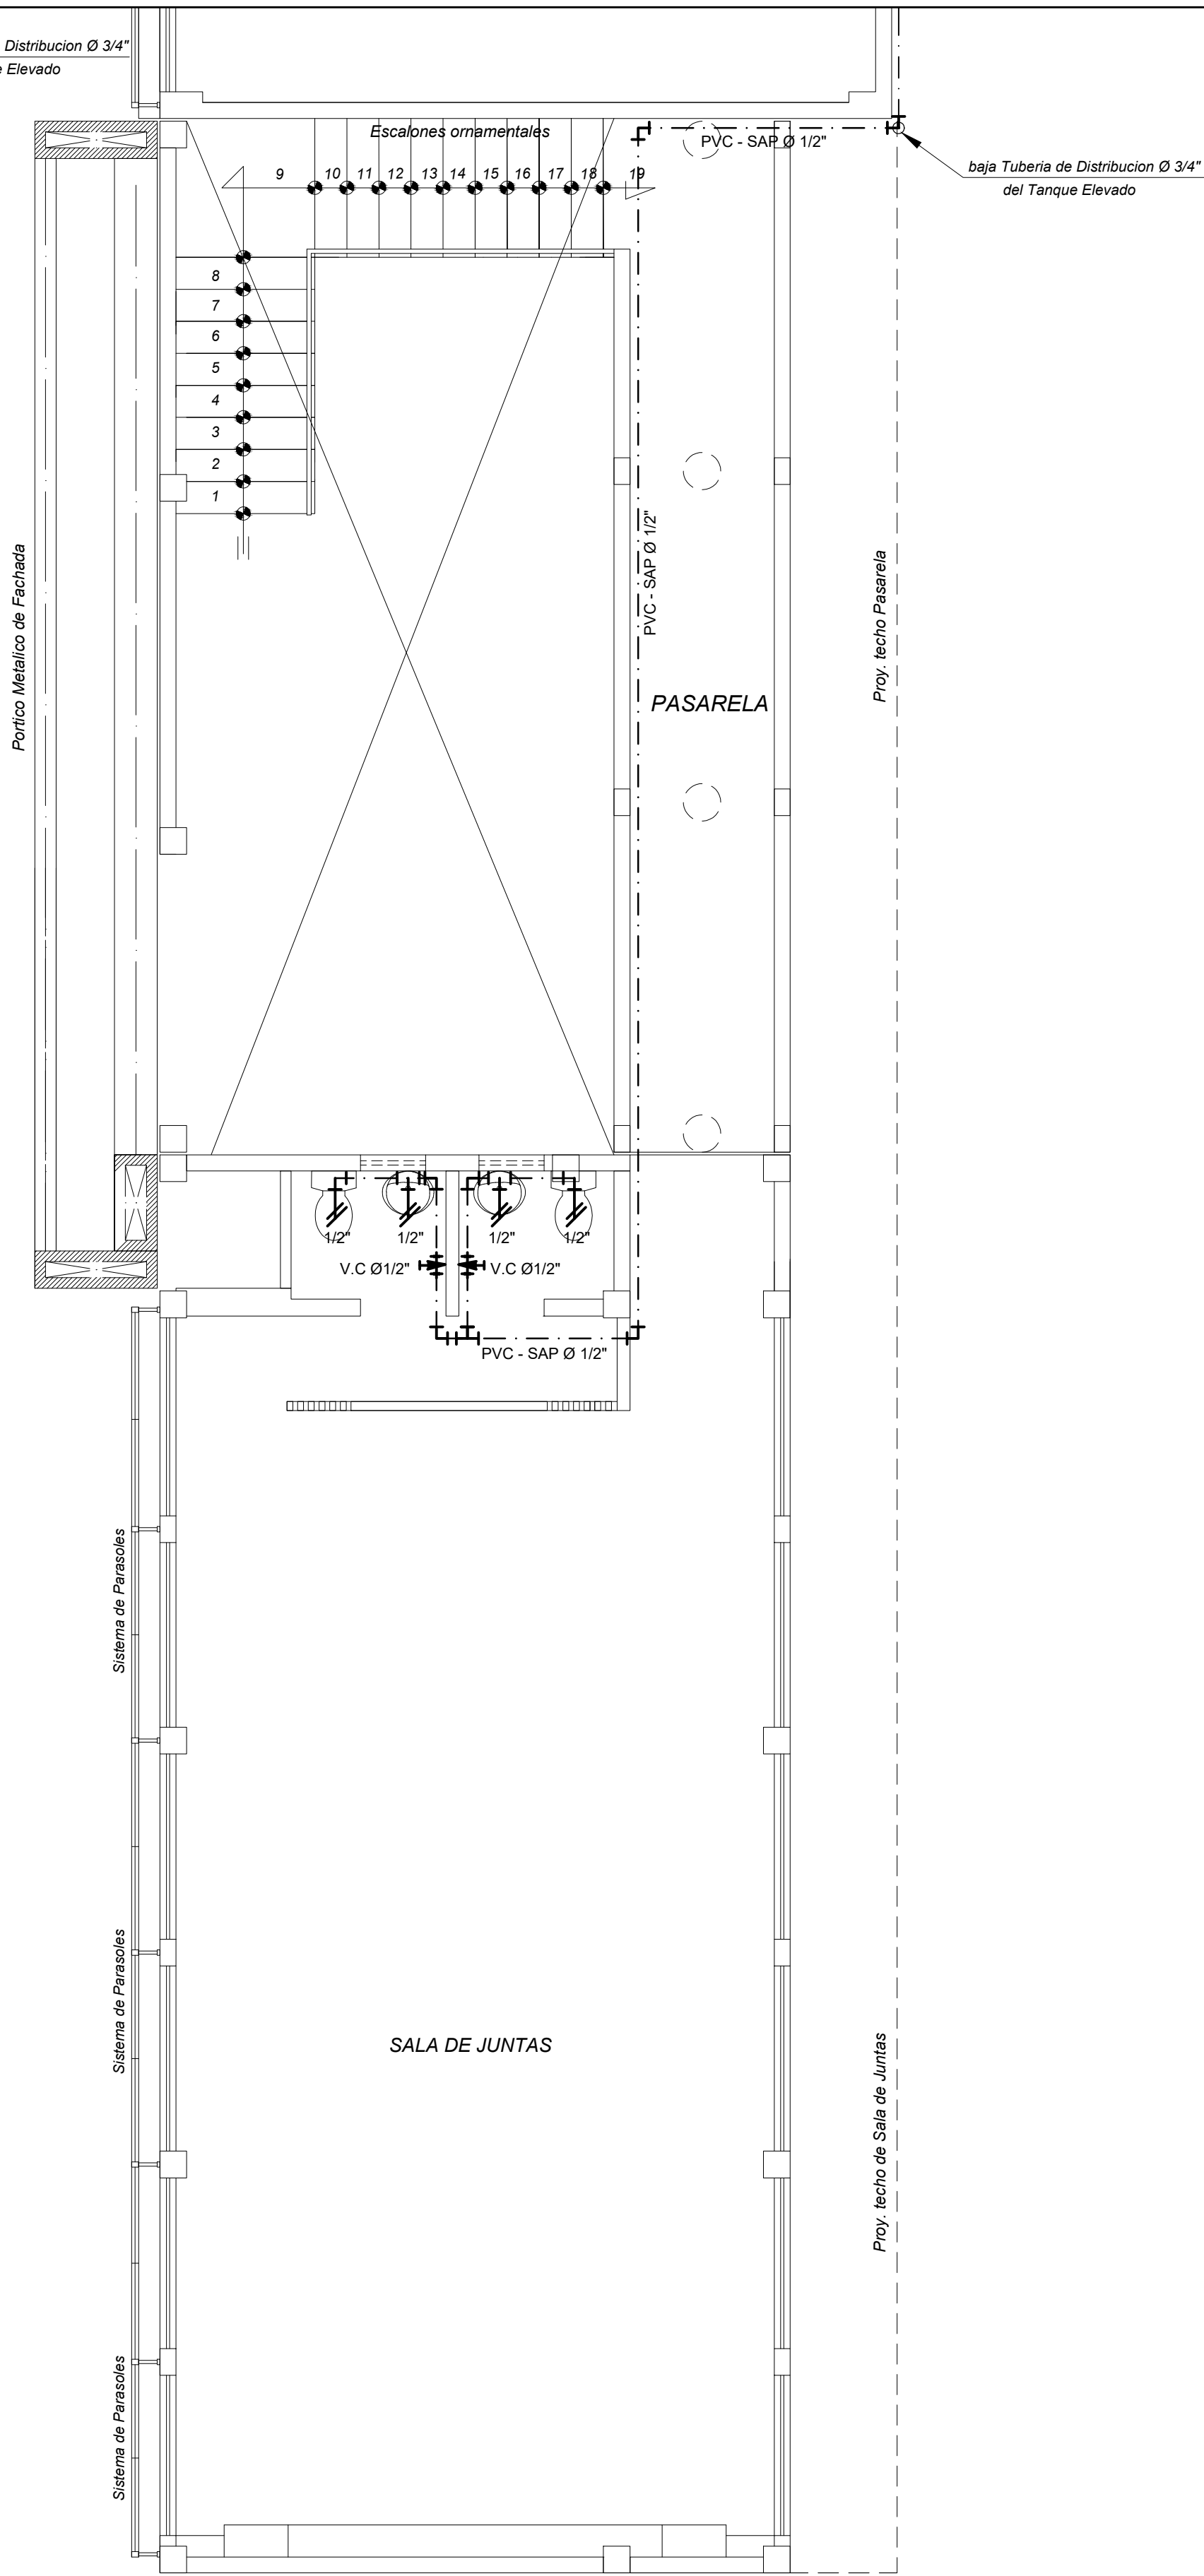 Distribucion Ø 3/4"
Elevado
Escalones ornamentales
PVC - SAP Ø 1/2"
baja Tuberia de Distribucion Ø 3/4"
del Tanque Elevado
9 10 11 12 13 14 15 16 17 18 19
8
7
6
5
4
3
2
1
Portico Metalico de Fachada
PVC - SAP Ø 1/2"
Proy. techo Pasarela
PASARELA
1/2" 1/2" 1/2" 1/2"
V.C Ø1/2" V.C Ø1/2"
PVC - SAP Ø 1/2"
Sistema de Parasoles
Sistema de Parasoles
SALA DE JUNTAS
Proy. techo de Sala de Juntas
Sistema de Parasoles